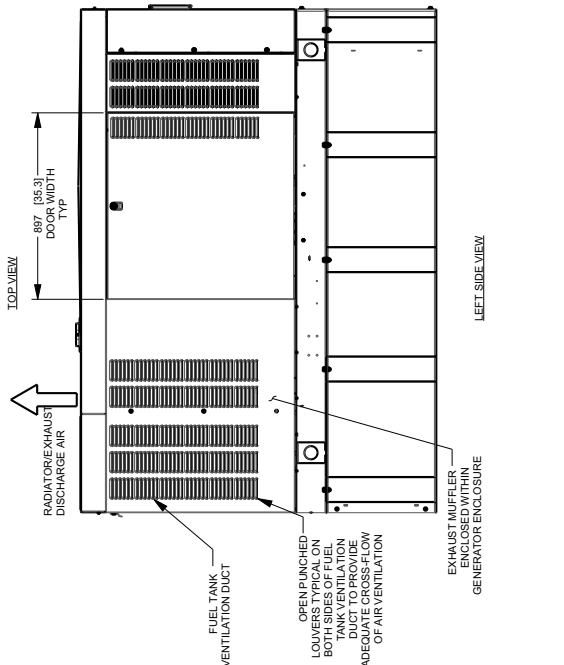 TOP VIEW
897 [35.3]
DOOR WIDTH
TYP
RADIATOR/EXHAUST
DISCHARGE AIR
FUEL TANK
VENTILATION DUCT
OPEN PUNCHED
LOUVERS TYPICAL ON
BOTH SIDES OF FUEL
TANK VENTILATION
DUCT TO PROVIDE
ADEQUATE CROSS-FLOW
OF AIR VENTILATION
EXHAUST MUFFLER
ENCLOSED WITHIN
GENERATOR ENCLOSURE
LEFT SIDE VIEW